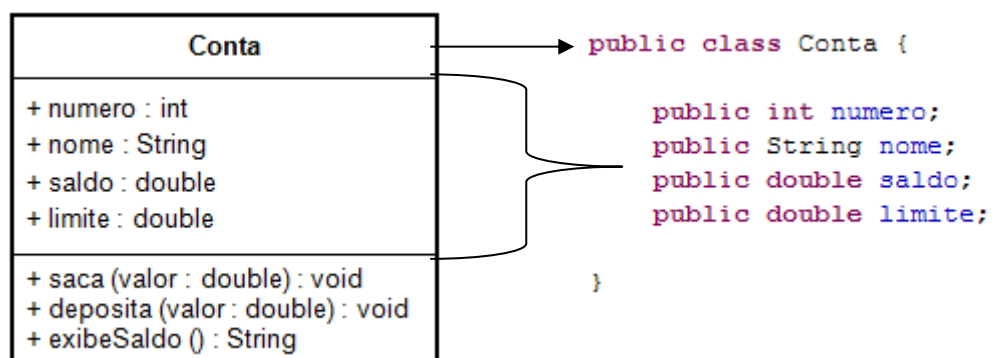 Conta
+ numero : int
+ nome : String
+ saldo : double
+ limite : double
+ saca (valor : double) : void
+ deposita (valor : double) : void
+ exibeSaldo () : String
public class Conta {
public int numero;
public String nome;
public double saldo;
public double limite;
}